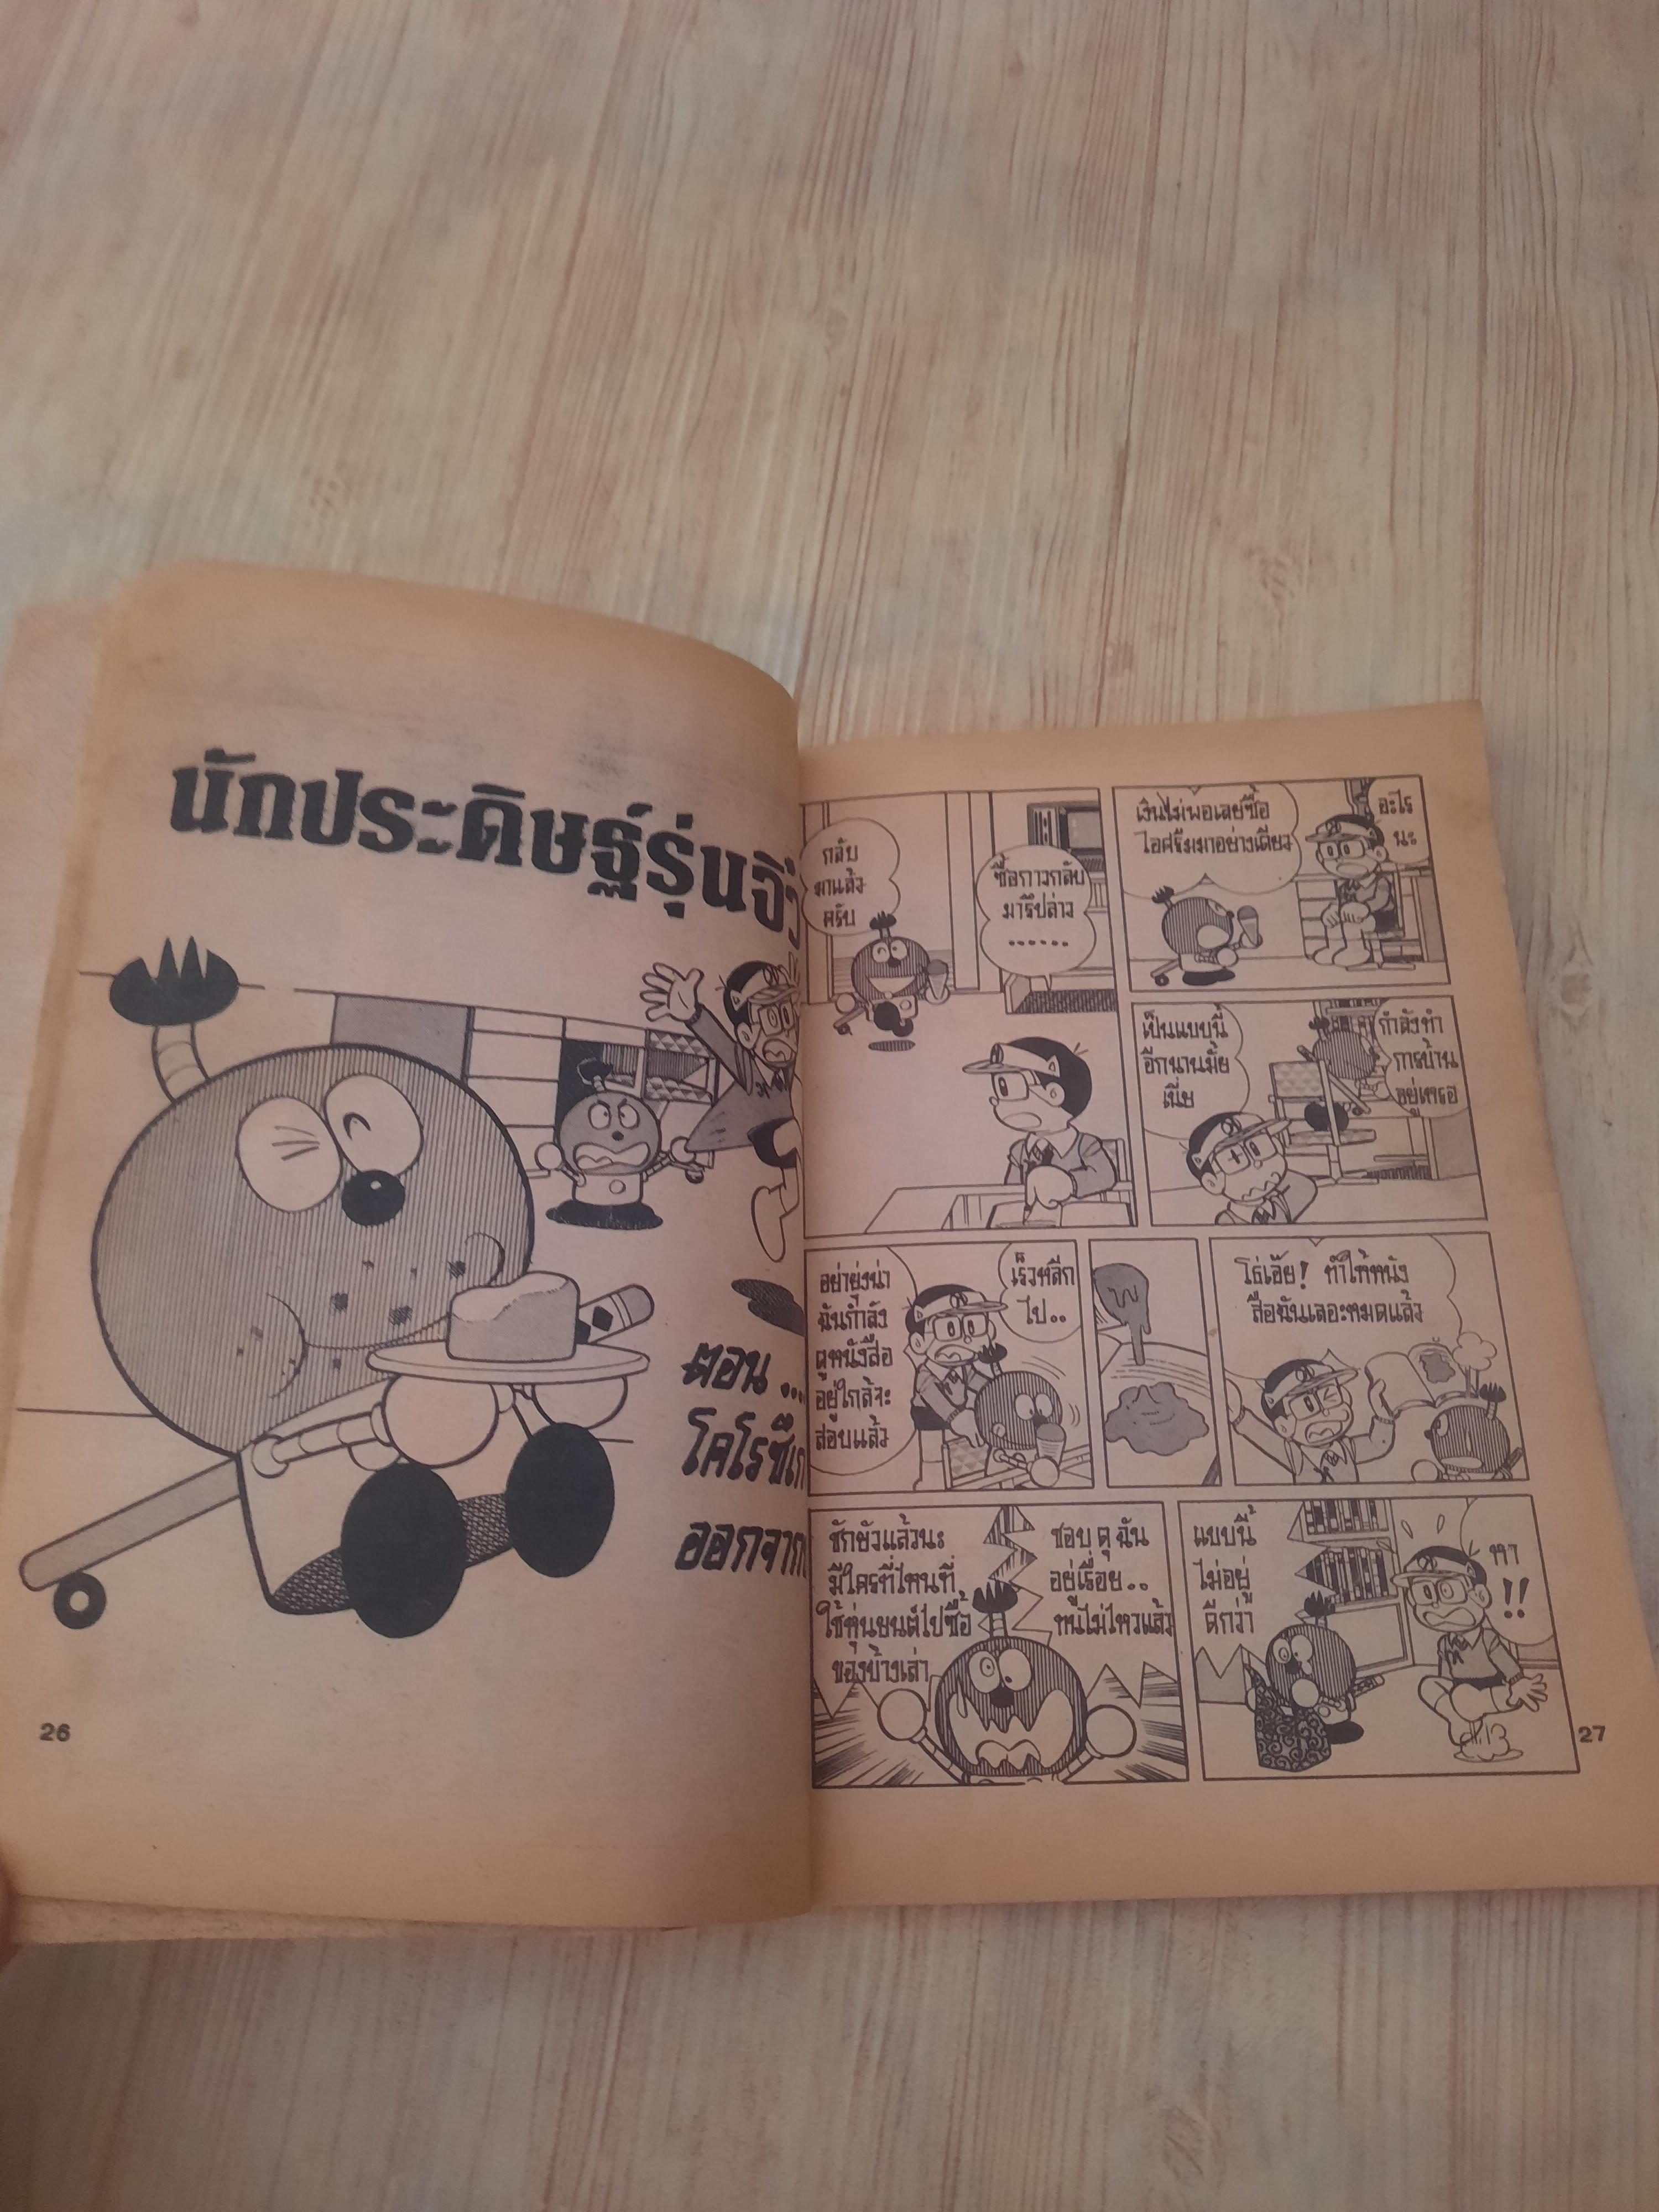 นักประดิษฐ์รุ่นจิ๋ว
ตอน...
โคโรซึเก
ออกจาก
26
กลับ
มาแล้ว
ครับ
ซื้อกาวกลับ
มารึปล่าว
......
เงินไม่พอเลยซื้อ
ไอศรีมมาอย่างเดียว
อะไร
นะ
เป็นแบบนี้
อีกนานมั้ย
เนี่ย
กำลังทำ
การบ้าน
อยู่เหรอ
อย่ายุ่งน่า
ฉันกำลัง
ดูหนังสือ
อยู่ใกล้จะ
สอบแล้ว
เร็วหลีก
ไป..
โธ่เอ๊ย! ทำให้หนัง
สือฉันเลอะหมดแล้ว
ชักยัวแล้วนะ
มีใครที่ไหนที่
ใช้หุ่นยนต์ไปซื้อ
ของบ้างเล่า
ชอบดุฉัน
อยู่เรื่อย..
ทนไม่ไหวแล้ว
แบบนี้
ไม่อยู่
ดีกว่า
หา
!!
27